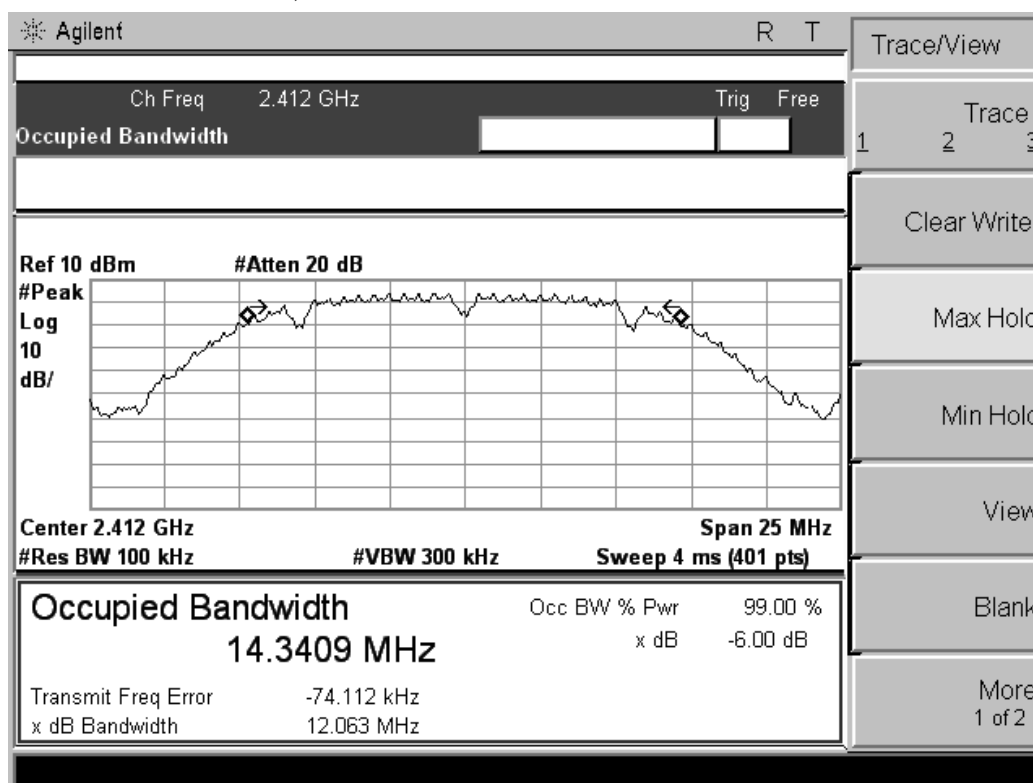 Agilent R T
Trace/View
Ch Freq 2.412 GHz Trig Free
Occupied Bandwidth
Trace
1 2 3
Clear Write
Max Hold
Min Hold
View
Blank
More
1 of 2
Ref 10 dBm #Atten 20 dB
#Peak
Log
10
dB/
Center 2.412 GHz Span 25 MHz
#Res BW 100 kHz #VBW 300 kHz Sweep 4 ms (401 pts)
Occupied Bandwidth
14.3409 MHz
Occ BW % Pwr 99.00 %
x dB -6.00 dB
Transmit Freq Error -74.112 kHz
x dB Bandwidth 12.063 MHz